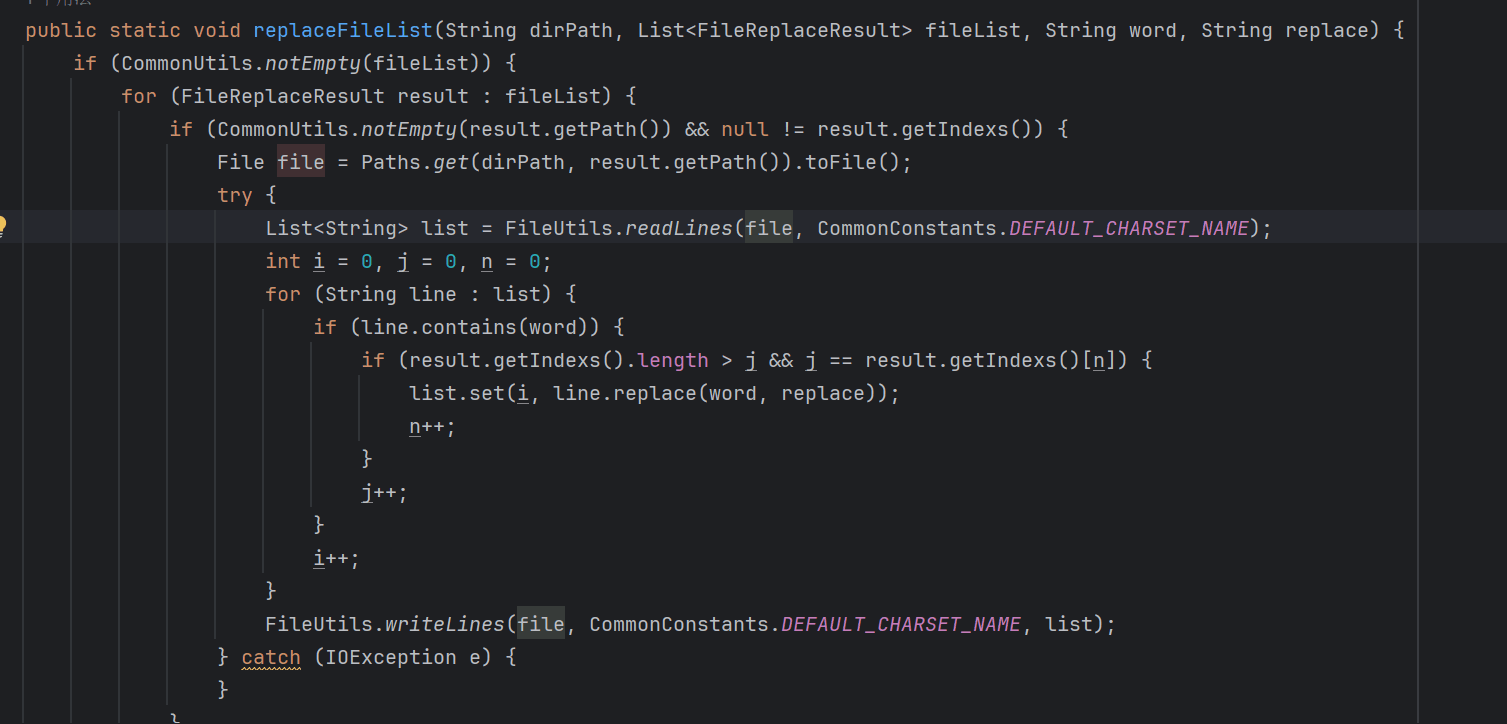 public static void replaceFileList(String dirPath, List<FileReplaceResult> fileList, String word, String replace) {
if (CommonUtils.notEmpty(fileList)) {
for (FileReplaceResult result : fileList) {
if (CommonUtils.notEmpty(result.getPath()) && null != result.getIndexs()) {
File file = Paths.get(dirPath, result.getPath()).toFile();
try {
List<String> list = FileUtils.readLines(file, CommonConstants.DEFAULT_CHARSET_NAME);
int i = 0, j = 0, n = 0;
for (String line : list) {
if (line.contains(word)) {
if (result.getIndexs().length > j && j == result.getIndexs()[n]) {
list.set(i, line.replace(word, replace));
n++;
}
j++;
}
i++;
}
FileUtils.writeLines(file, CommonConstants.DEFAULT_CHARSET_NAME, list);
} catch (IOException e) {
}
}